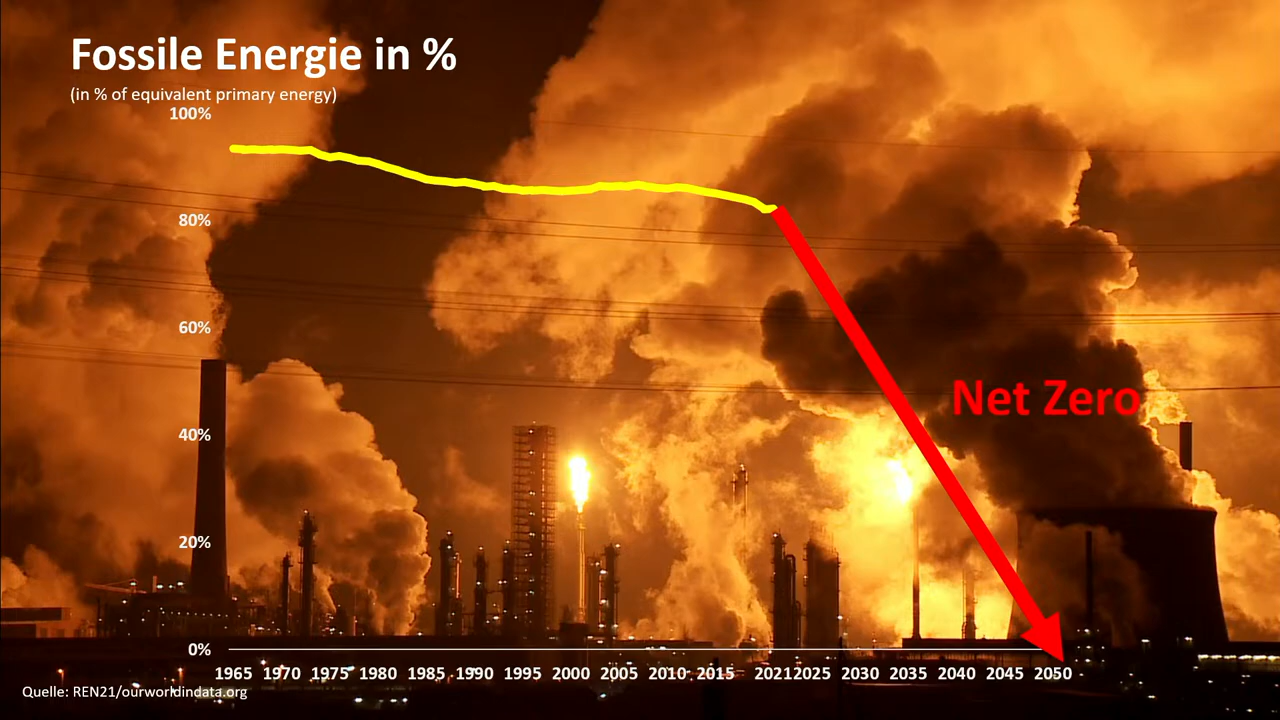 Fossile Energie in %
(in % of equivalent primary energy)
100%
80%
60%
Net Zero
40%
20%
0%
1965 1970 1975 1980 1985 1990 1995 2000 2005 2010 2015 2021 2025 2030 2035 2040 2045 2050
Quelle: REN21/ourworldindata.org